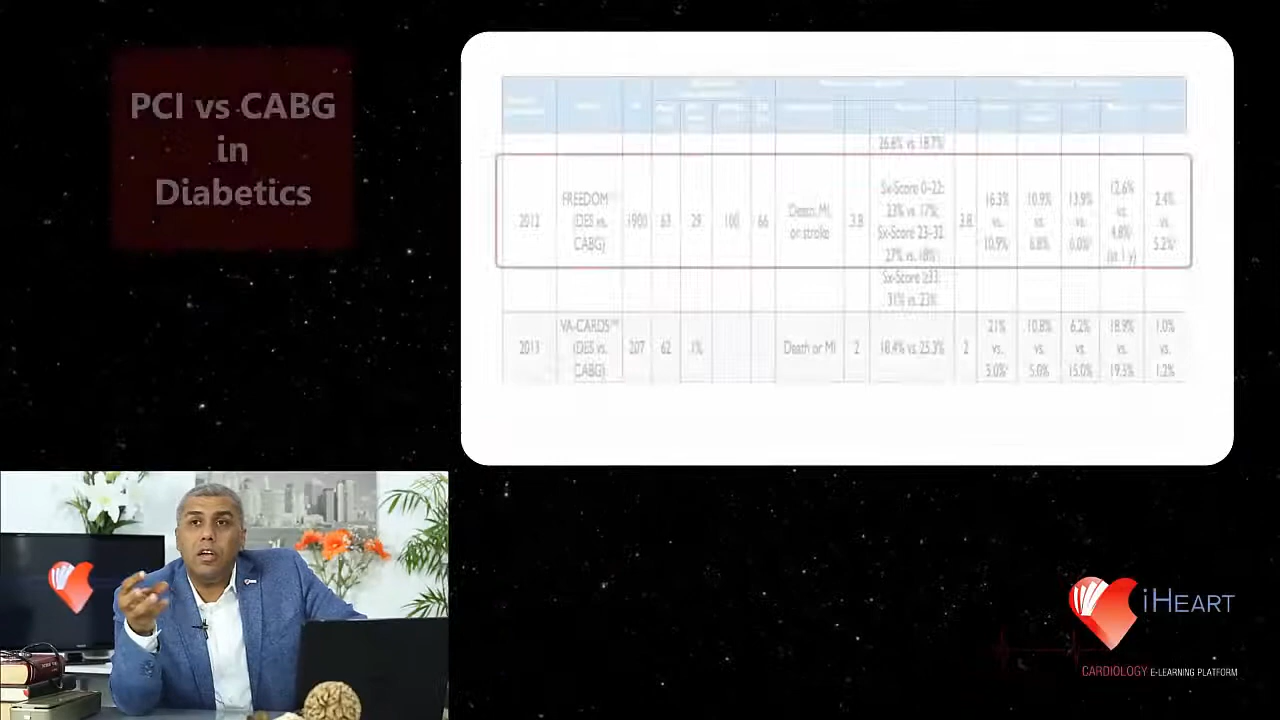 PCI vs CABG
in
Diabetics
26.6% vs 18.7%
2012
FREEDOM
(DES vs.
CABG)
1900
63
29
100
66
Death, MI,
or stroke
3.8
Sx-Score 0–22:
23% vs 17%;
Sx-Score 23–32
27% vs. 18%
Sx-Score ≥33:
31% vs. 23%
3.8
16.3%
vs.
10.9%
10.9%
vs.
6.8%
13.9%
vs.
6.0%
12.6%
vs.
4.8%
(at 1 y)
2.4%
vs.
5.2%
2013
VA-CARDS
(DES vs.
CABG)
207
62
1%
Death or MI
2
18.4% vs 25.3%
2
21%
vs.
5.0%
10.8%
vs.
5.0%
6.2%
vs.
15.0%
18.9%
vs.
19.5%
1.0%
vs.
1.2%
iHEART
CARDIOLOGY E-LEARNING PLATFORM